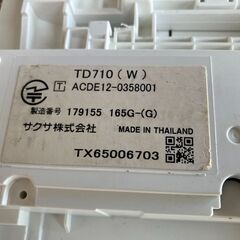 TD710(W)
T ACDE12-0358001
製造番号 179155 165G-(G)
サクサ株式会社 MADE IN THAILAND
TX65006703